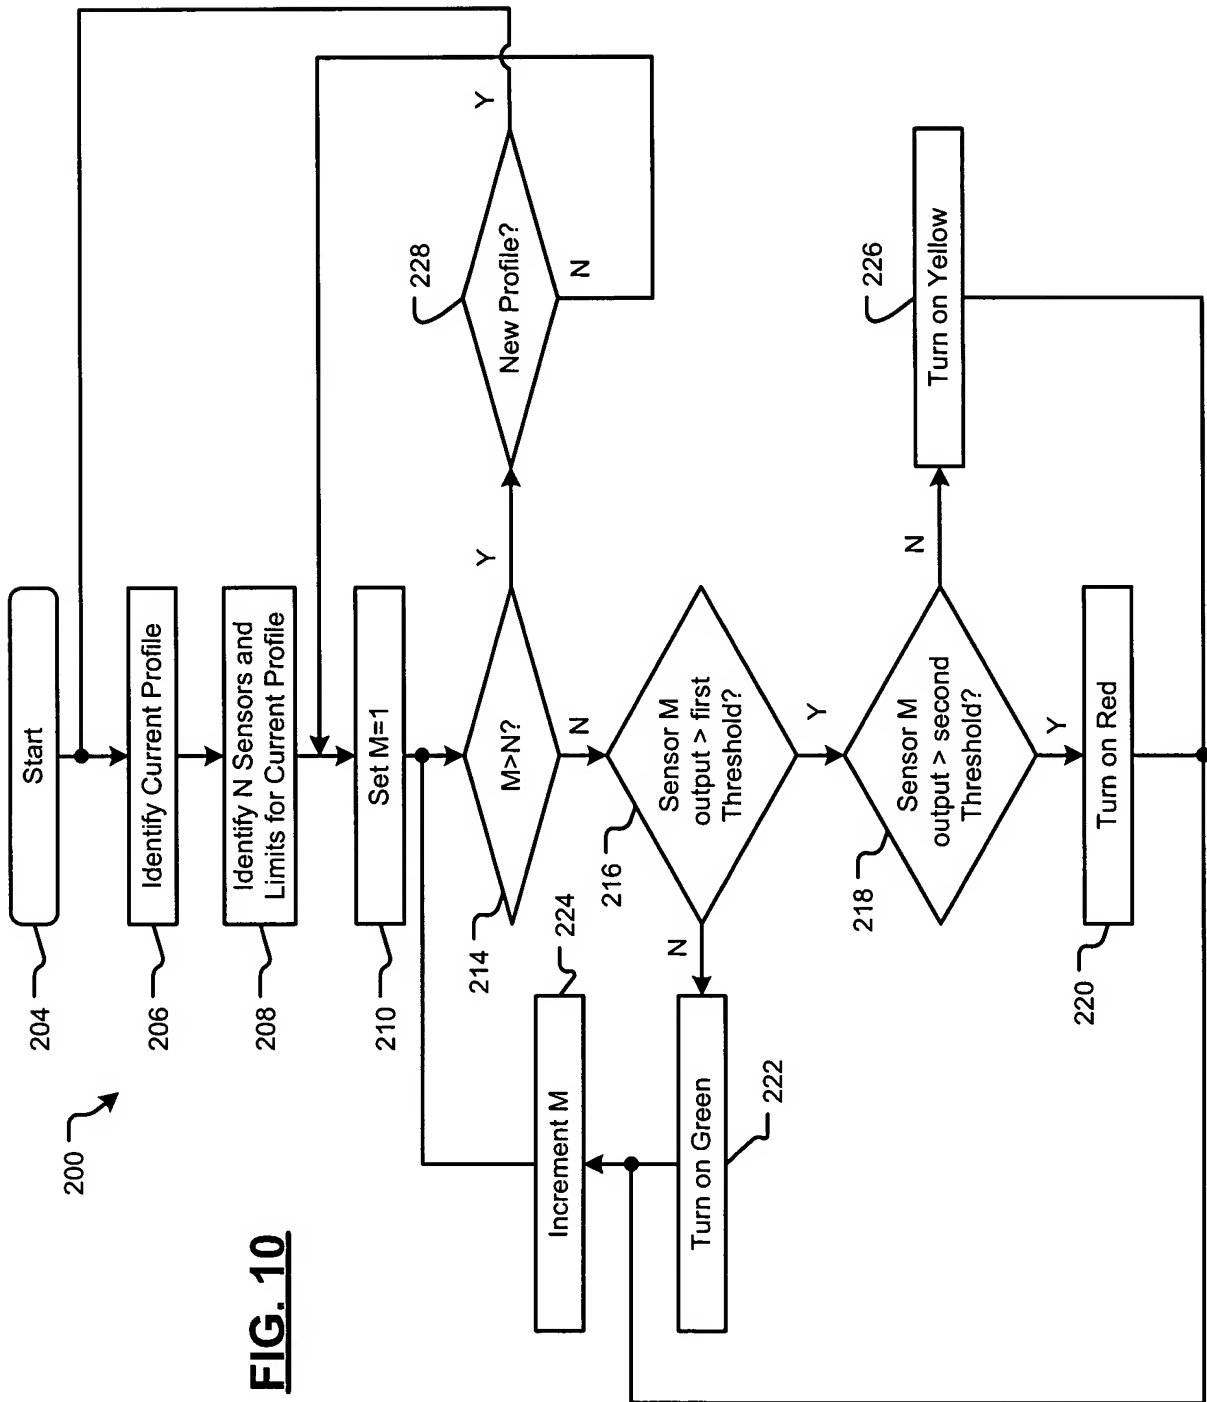 FIG. 10
200
204
Start
206
Identify Current Profile
208
Identify N Sensors and
Limits for Current Profile
210
Set M=1
214
M>N?
Y
N
228
New Profile?
Y
N
224
Increment M
216
Sensor M
output > first
Threshold?
N
Y
222
Turn on Green
218
Sensor M
output > second
Threshold?
N
Y
226
Turn on Yellow
220
Turn on Red